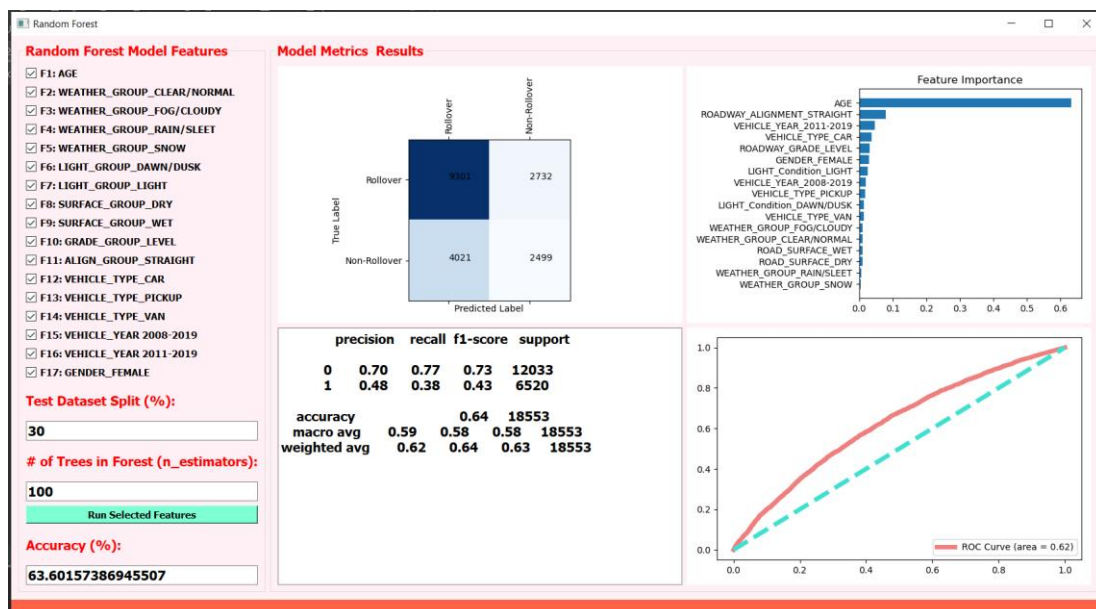 Random Forest
Random Forest Model Features
F1: AGE
F2: WEATHER_GROUP_CLEAR/NORMAL
F3: WEATHER_GROUP_FOG/CLOUDY
F4: WEATHER_GROUP_RAIN/SLEET
F5: WEATHER_GROUP_SNOW
F6: LIGHT_GROUP_DAWN/DUSK
F7: LIGHT_GROUP_LIGHT
F8: SURFACE_GROUP_DRY
F9: SURFACE_GROUP_WET
F10: GRADE_GROUP_LEVEL
F11: ALIGN_GROUP_STRAIGHT
F12: VEHICLE_TYPE_CAR
F13: VEHICLE_TYPE_PICKUP
F14: VEHICLE_TYPE_VAN
F15: VEHICLE_YEAR 2008-2019
F16: VEHICLE_YEAR 2011-2019
F17: GENDER_FEMALE
Test Dataset Split (%):
30
# of Trees in Forest (n_estimators):
100
Run Selected Features
Accuracy (%):
63.60157386945507
Model Metrics Results
Rollover
Non-Rollover
True Label
Rollover 9301 2732
Non-Rollover 4021 2499
Predicted Label
Feature Importance
AGE
ROADWAY_ALIGNMENT_STRAIGHT
VEHICLE_YEAR_2011-2019
VEHICLE_TYPE_CAR
ROADWAY_GRADE_LEVEL
GENDER_FEMALE
LIGHT_Condition_LIGHT
VEHICLE_YEAR_2008-2019
VEHICLE_TYPE_PICKUP
LIGHT_Condition_DAWN/DUSK
VEHICLE_TYPE_VAN
WEATHER_GROUP_FOG/CLOUDY
WEATHER_GROUP_CLEAR/NORMAL
ROAD_SURFACE_WET
ROAD_SURFACE_DRY
WEATHER_GROUP_RAIN/SLEET
WEATHER_GROUP_SNOW
0.0 0.1 0.2 0.3 0.4 0.5 0.6
precision recall f1-score support
0 0.70 0.77 0.73 12033
1 0.48 0.38 0.43 6520
accuracy 0.64 18553
macro avg 0.59 0.58 0.58 18553
weighted avg 0.62 0.64 0.63 18553
1.0
0.8
0.6
0.4
0.2
0.0
ROC Curve (area = 0.62)
0.0 0.2 0.4 0.6 0.8 1.0